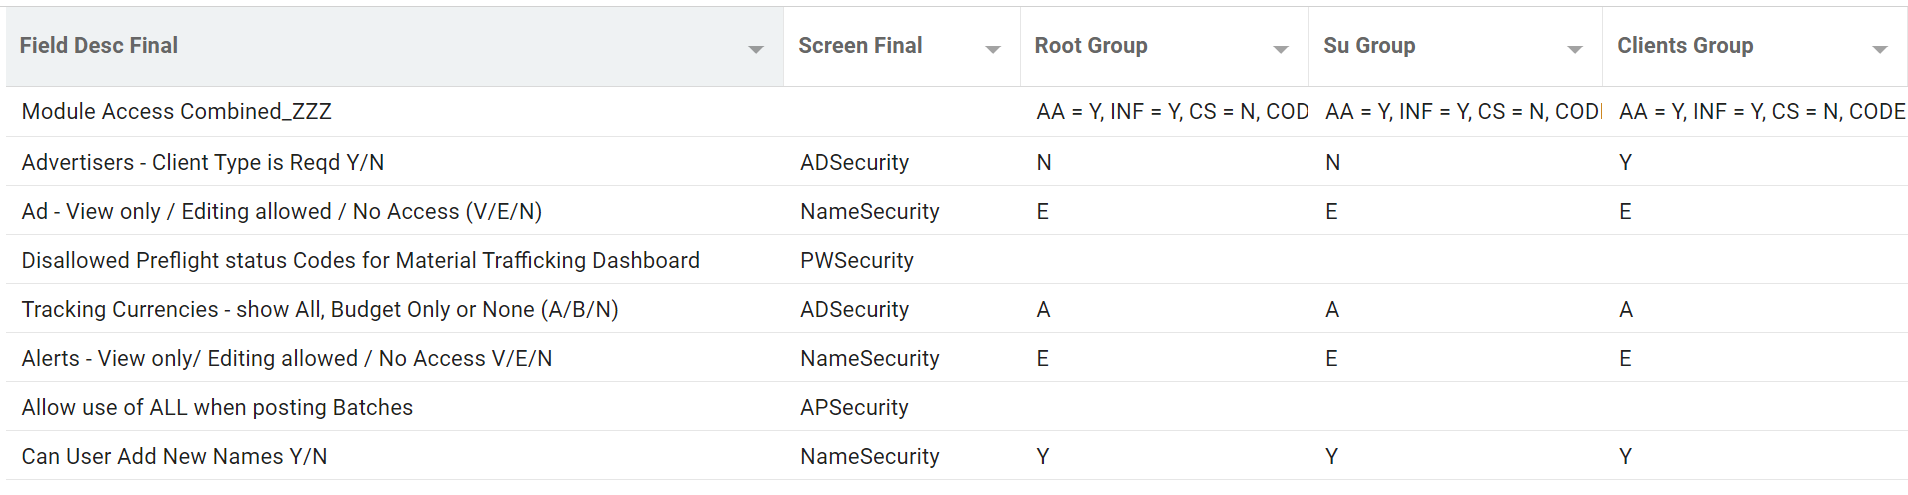 Field Desc Final Screen Final Root Group Su Group Clients Group
Module Access Combined_ZZZ AA = Y, INF = Y, CS = N, COD AA = Y, INF = Y, CS = N, COD AA = Y, INF = Y, CS = N, CODE
Advertisers - Client Type is Reqd Y/N ADSecurity N N Y
Ad - View only / Editing allowed / No Access (V/E/N) NameSecurity E E E
Disallowed Preflight status Codes for Material Trafficking Dashboard PWSecurity
Tracking Currencies - show All, Budget Only or None (A/B/N) ADSecurity A A A
Alerts - View only/ Editing allowed / No Access V/E/N NameSecurity E E E
Allow use of ALL when posting Batches APSecurity
Can User Add New Names Y/N NameSecurity Y Y Y